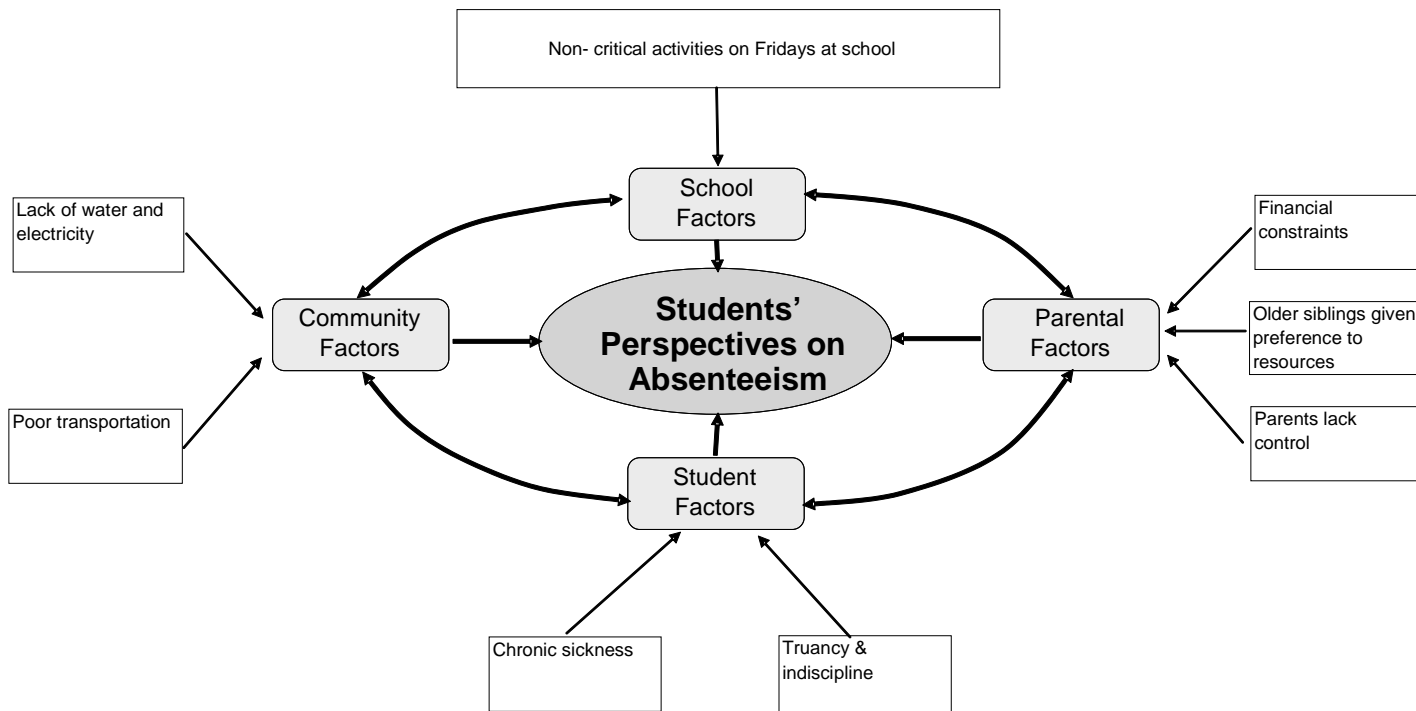 Non- critical activities on Fridays at school
School
Factors
Lack of water and
electricity
Financial
constraints
Community
Factors
Students’
Perspectives on
Absenteeism
Parental
Factors
Older siblings given
preference to
resources
Poor transportation
Parents lack
control
Student
Factors
Chronic sickness
Truancy &
indiscipline